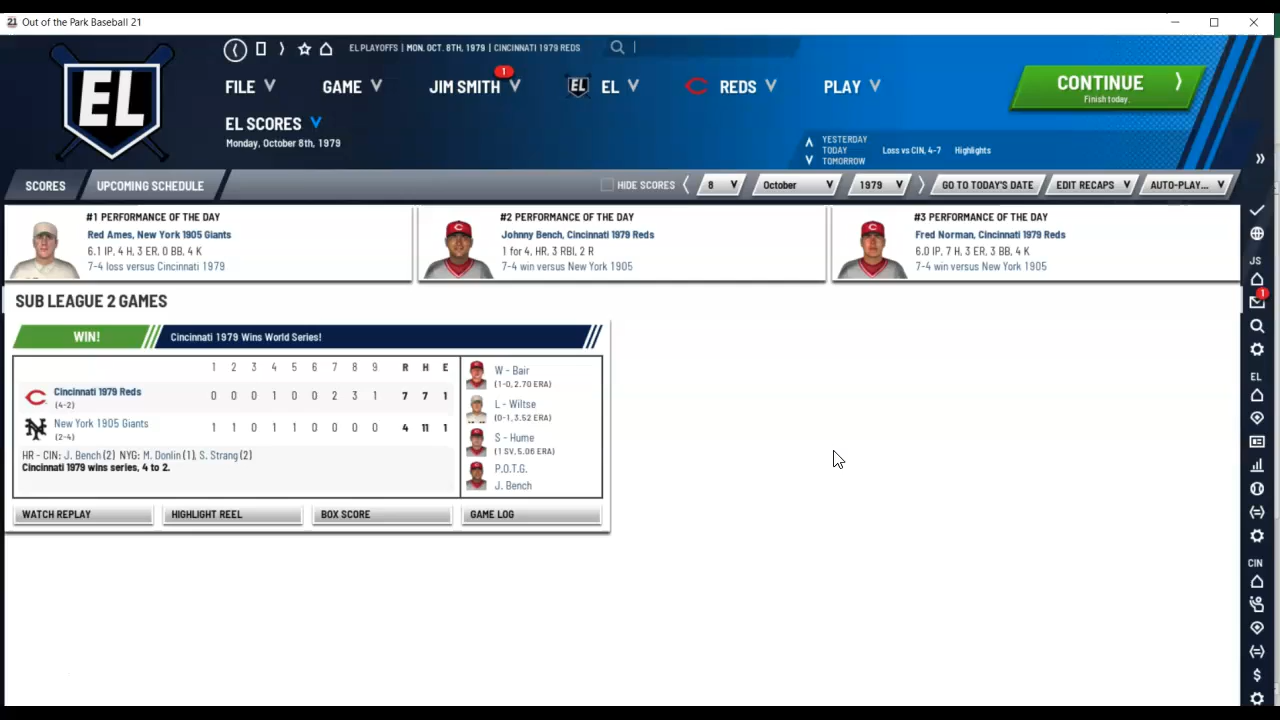 21 Out of the Park Baseball 21
EL PLAYOFFS | MON. OCT. 8TH, 1979 | CINCINNATI 1979 REDS
EL
FILE
GAME
JIM SMITH
1
EL
EL
REDS
PLAY
CONTINUE
Finish today.
EL SCORES
Monday, October 8th, 1979
YESTERDAY
TODAY
TOMORROW
Loss vs CIN, 4-7
Highlights
SCORES
UPCOMING SCHEDULE
HIDE SCORES
8
October
1979
GO TO TODAY'S DATE
EDIT RECAPS
AUTO-PLAY...
#1 PERFORMANCE OF THE DAY
Red Ames, New York 1905 Giants
6.1 IP, 4 H, 3 ER, 0 BB, 4 K
7-4 loss versus Cincinnati 1979
#2 PERFORMANCE OF THE DAY
Johnny Bench, Cincinnati 1979 Reds
1 for 4, HR, 3 RBI, 2 R
7-4 win versus New York 1905
#3 PERFORMANCE OF THE DAY
Fred Norman, Cincinnati 1979 Reds
6.0 IP, 7 H, 3 ER, 3 BB, 4 K
7-4 win versus New York 1905
SUB LEAGUE 2 GAMES
WIN!
Cincinnati 1979 Wins World Series!
1 2 3 4 5 6 7 8 9 R H E
Cincinnati 1979 Reds 0 0 0 1 0 0 2 3 1 7 7 1
(4-2)
New York 1905 Giants 1 1 0 1 1 0 0 0 0 4 11 1
(2-4)
HR - CIN: J. Bench (2) NYG: M. Donlin (1), S. Strang (2)
Cincinnati 1979 wins series, 4 to 2.
W - Bair
(1-0, 2.70 ERA)
L - Wiltse
(0-1, 3.52 ERA)
S - Hume
(1 SV, 5.06 ERA)
P.O.T.G.
J. Bench
WATCH REPLAY
HIGHLIGHT REEL
BOX SCORE
GAME LOG
JS
1
EL
CIN
$